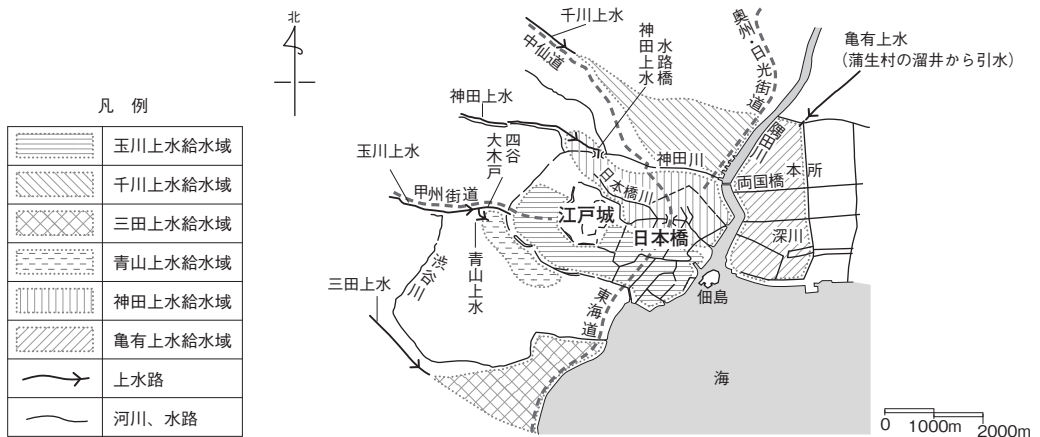 凡 例
玉川上水給水域
千川上水給水域
三田上水給水域
青山上水給水域
神田上水給水域
亀有上水給水域
上水路
河川、水路
北
千川上水
中仙道
神田上水
水路橋
奥州・日光街道
亀有上水
(蒲生村の溜井から引水)
神田上水
四谷
大木戸
玉川上水
甲州街道
隅田川
神田川
日本橋川
両国橋
本所
江戸城
日本橋
深川
渋谷川
青山上水
三田上水
東海道
佃島
海
0 1000m 2000m